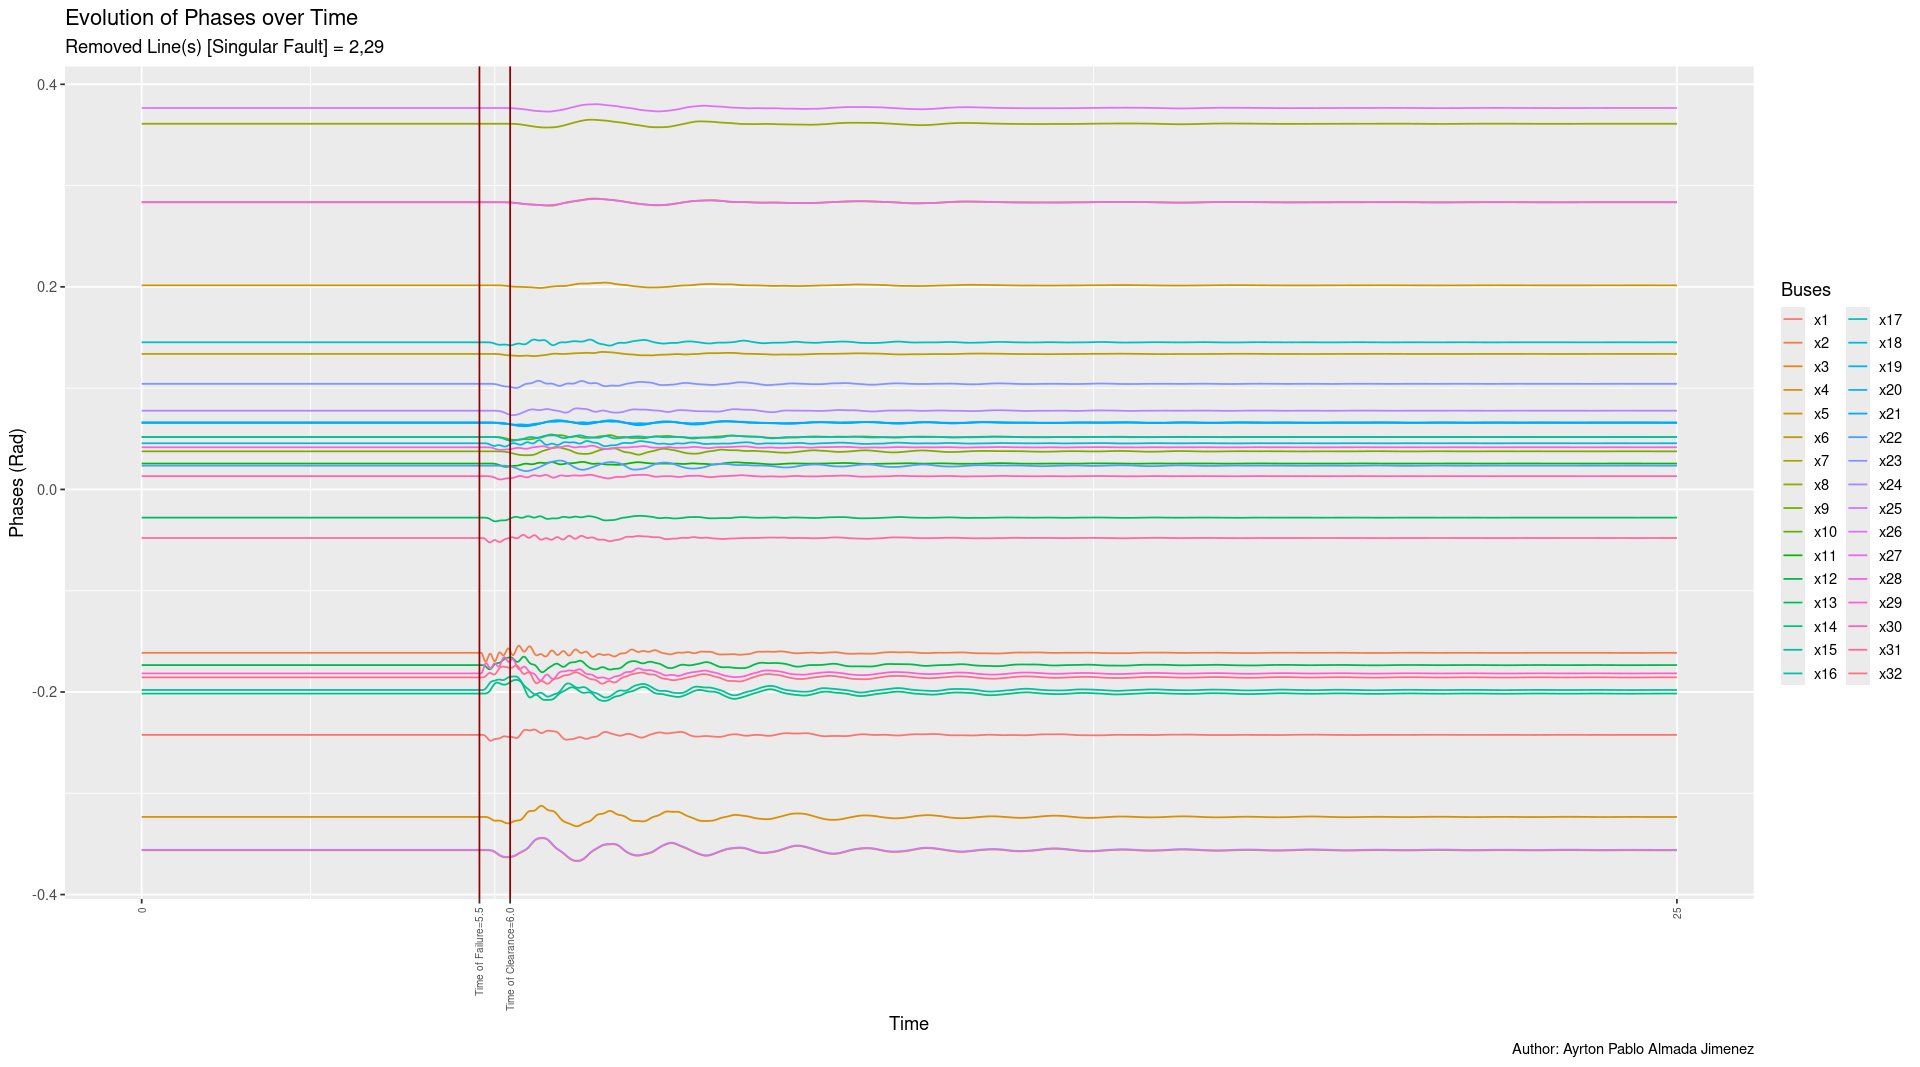 Evolution of Phases over Time
Removed Line(s) [Singular Fault] = 2,29
Phases (Rad)
0.4
0.2
0.0
-0.2
-0.4
0
Time of Failure=5.5
Time of Clearance=6.0
25
Time
Buses
x1
x2
x3
x4
x5
x6
x7
x8
x9
x10
x11
x12
x13
x14
x15
x16
x17
x18
x19
x20
x21
x22
x23
x24
x25
x26
x27
x28
x29
x30
x31
x32
Author: Ayrton Pablo Almada Jimenez